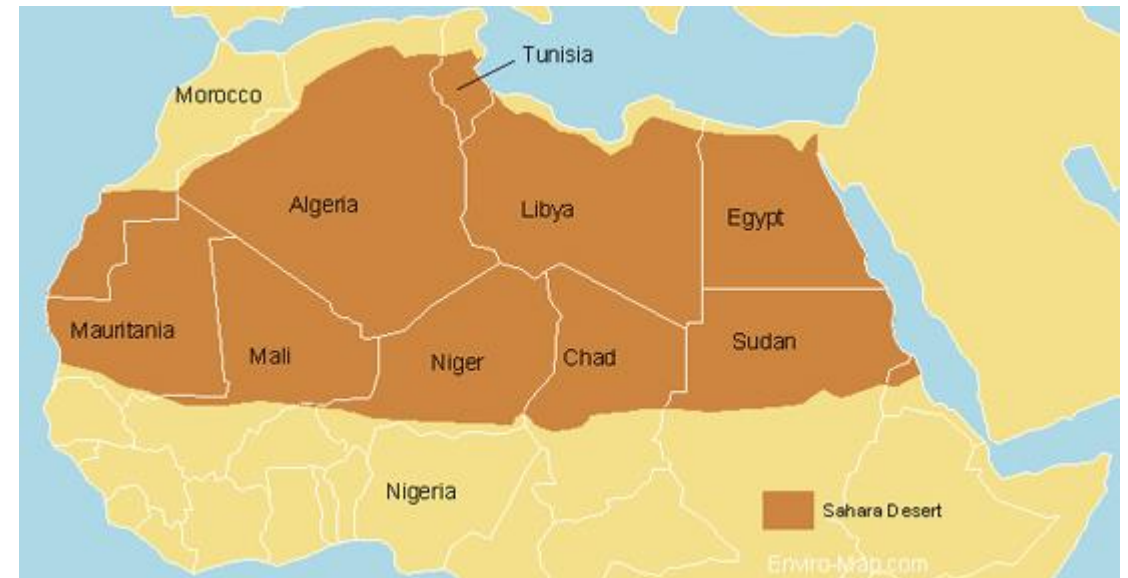 Tunisia
Morocco
Algeria
Libya
Egypt
Mauritania
Mali
Niger
Chad
Sudan
Nigeria
Sahara Desert
Enviro-Map.com